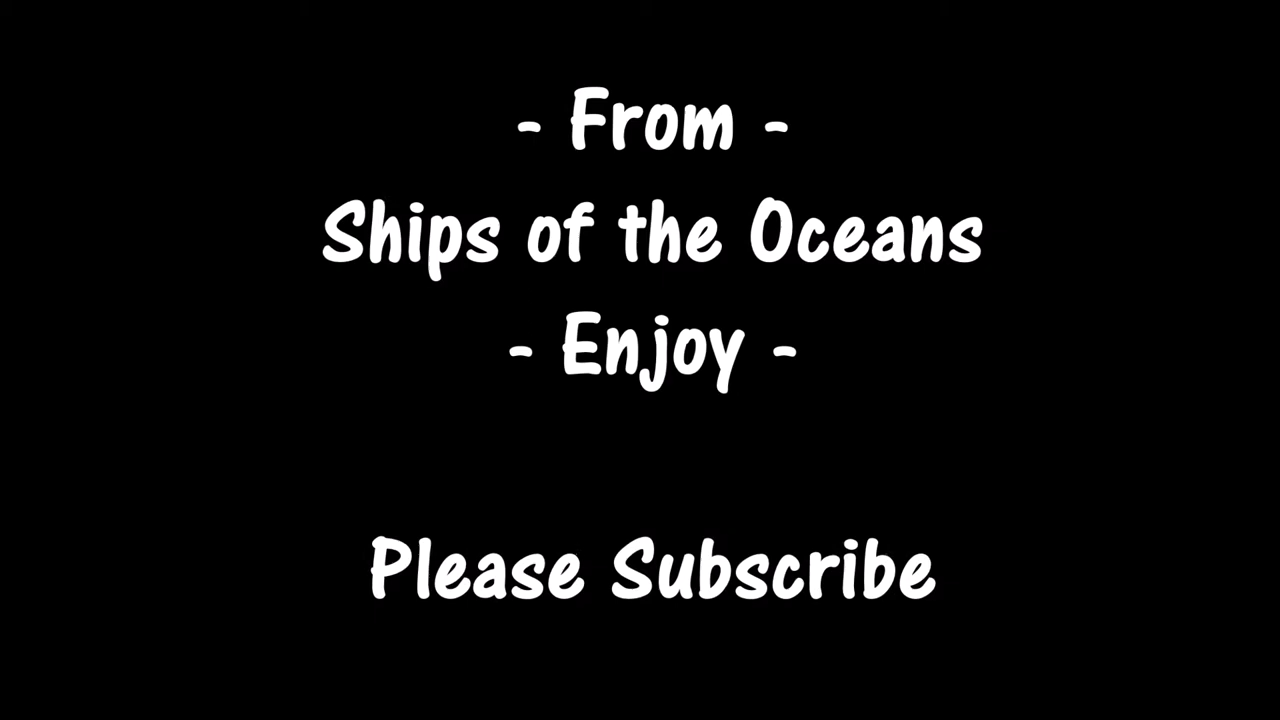 - From -
Ships of the Oceans
- Enjoy -
Please Subscribe